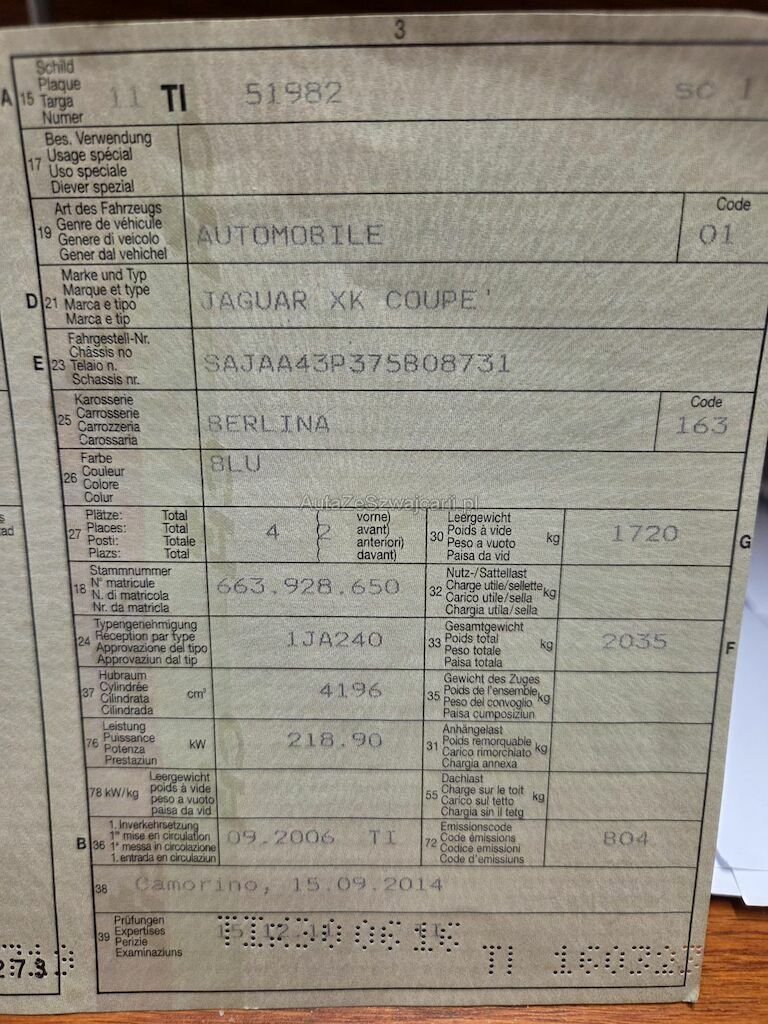 3
A 15 Schild
Plaque
Targa
Numer
11 TI 51982 SC 1
17 Bes. Verwendung
Usage spécial
Uso speciale
Diever spezial
19 Art des Fahrzeugs
Genre de véhicule
Genere di veicolo
Gener dal vehichel
AUTOMOBILE
Code
01
D 21 Marke und Typ
Marque et type
Marca e tipo
Marca e tip
JAGUAR XK COUPE'
E 23 Fahrgestell-Nr.
Châssis no
Telaio n.
Schassis nr.
SAJAA43P375B08731
25 Karosserie
Carrosserie
Carrozzeria
Carossaria
BERLINA
Code
163
26 Farbe
Couleur
Colore
Colur
BLU
AutaZeSzwajcarii.pl
27 Plätze: Total
Places: Total
Posti: Totale
Plazs: Total
4 2
vorne)
avant)
anteriori)
davant)
30 Leergewicht
Poids à vide
Peso a vuoto
Paisa da vid
kg
1720
G
18 Stammnummer
N° matricule
N. di matricola
Nr. da matricla
663.928.650
32 Nutz-/Sattellast
Charge utile/sellette
Carico utile/sella
Chargia utila/sella
kg
24 Typengenehmigung
Réception par type
Approvazione del tipo
Approvaziun dal tip
1JA240
33 Gesamtgewicht
Poids total
Peso totale
Paisa totala
kg
2035
F
37 Hubraum
Cylindrée
Cilindrata
Cilindrada
cm³
4196
35 Gewicht des Zuges
Poids de l'ensemble
Peso del convoglio
Paisa cumposiziun
kg
76 Leistung
Puissance
Potenza
Prestaziun
kW
218.90
31 Anhängelast
Poids remorquable
Carico rimorchiato
Chargia annexa
kg
78 kW/kg Leergewicht
poids à vide
peso a vuoto
paisa da vid
55 Dachlast
Charge sur le toit
Carico sul tetto
Chargia sin il tetg
kg
B 36 1. Inverkehrsetzung
1re mise en circulation
1a messa in circolazione
1. entrada en circulaziun
09.2006 TI
72 Emissionscode
Code émissions
Codice emissioni
Code d'emissiuns
B04
38 Camorino, 15.09.2014
39 Prüfungen
Expertises
Perizie
Examinaziuns
TI 160323